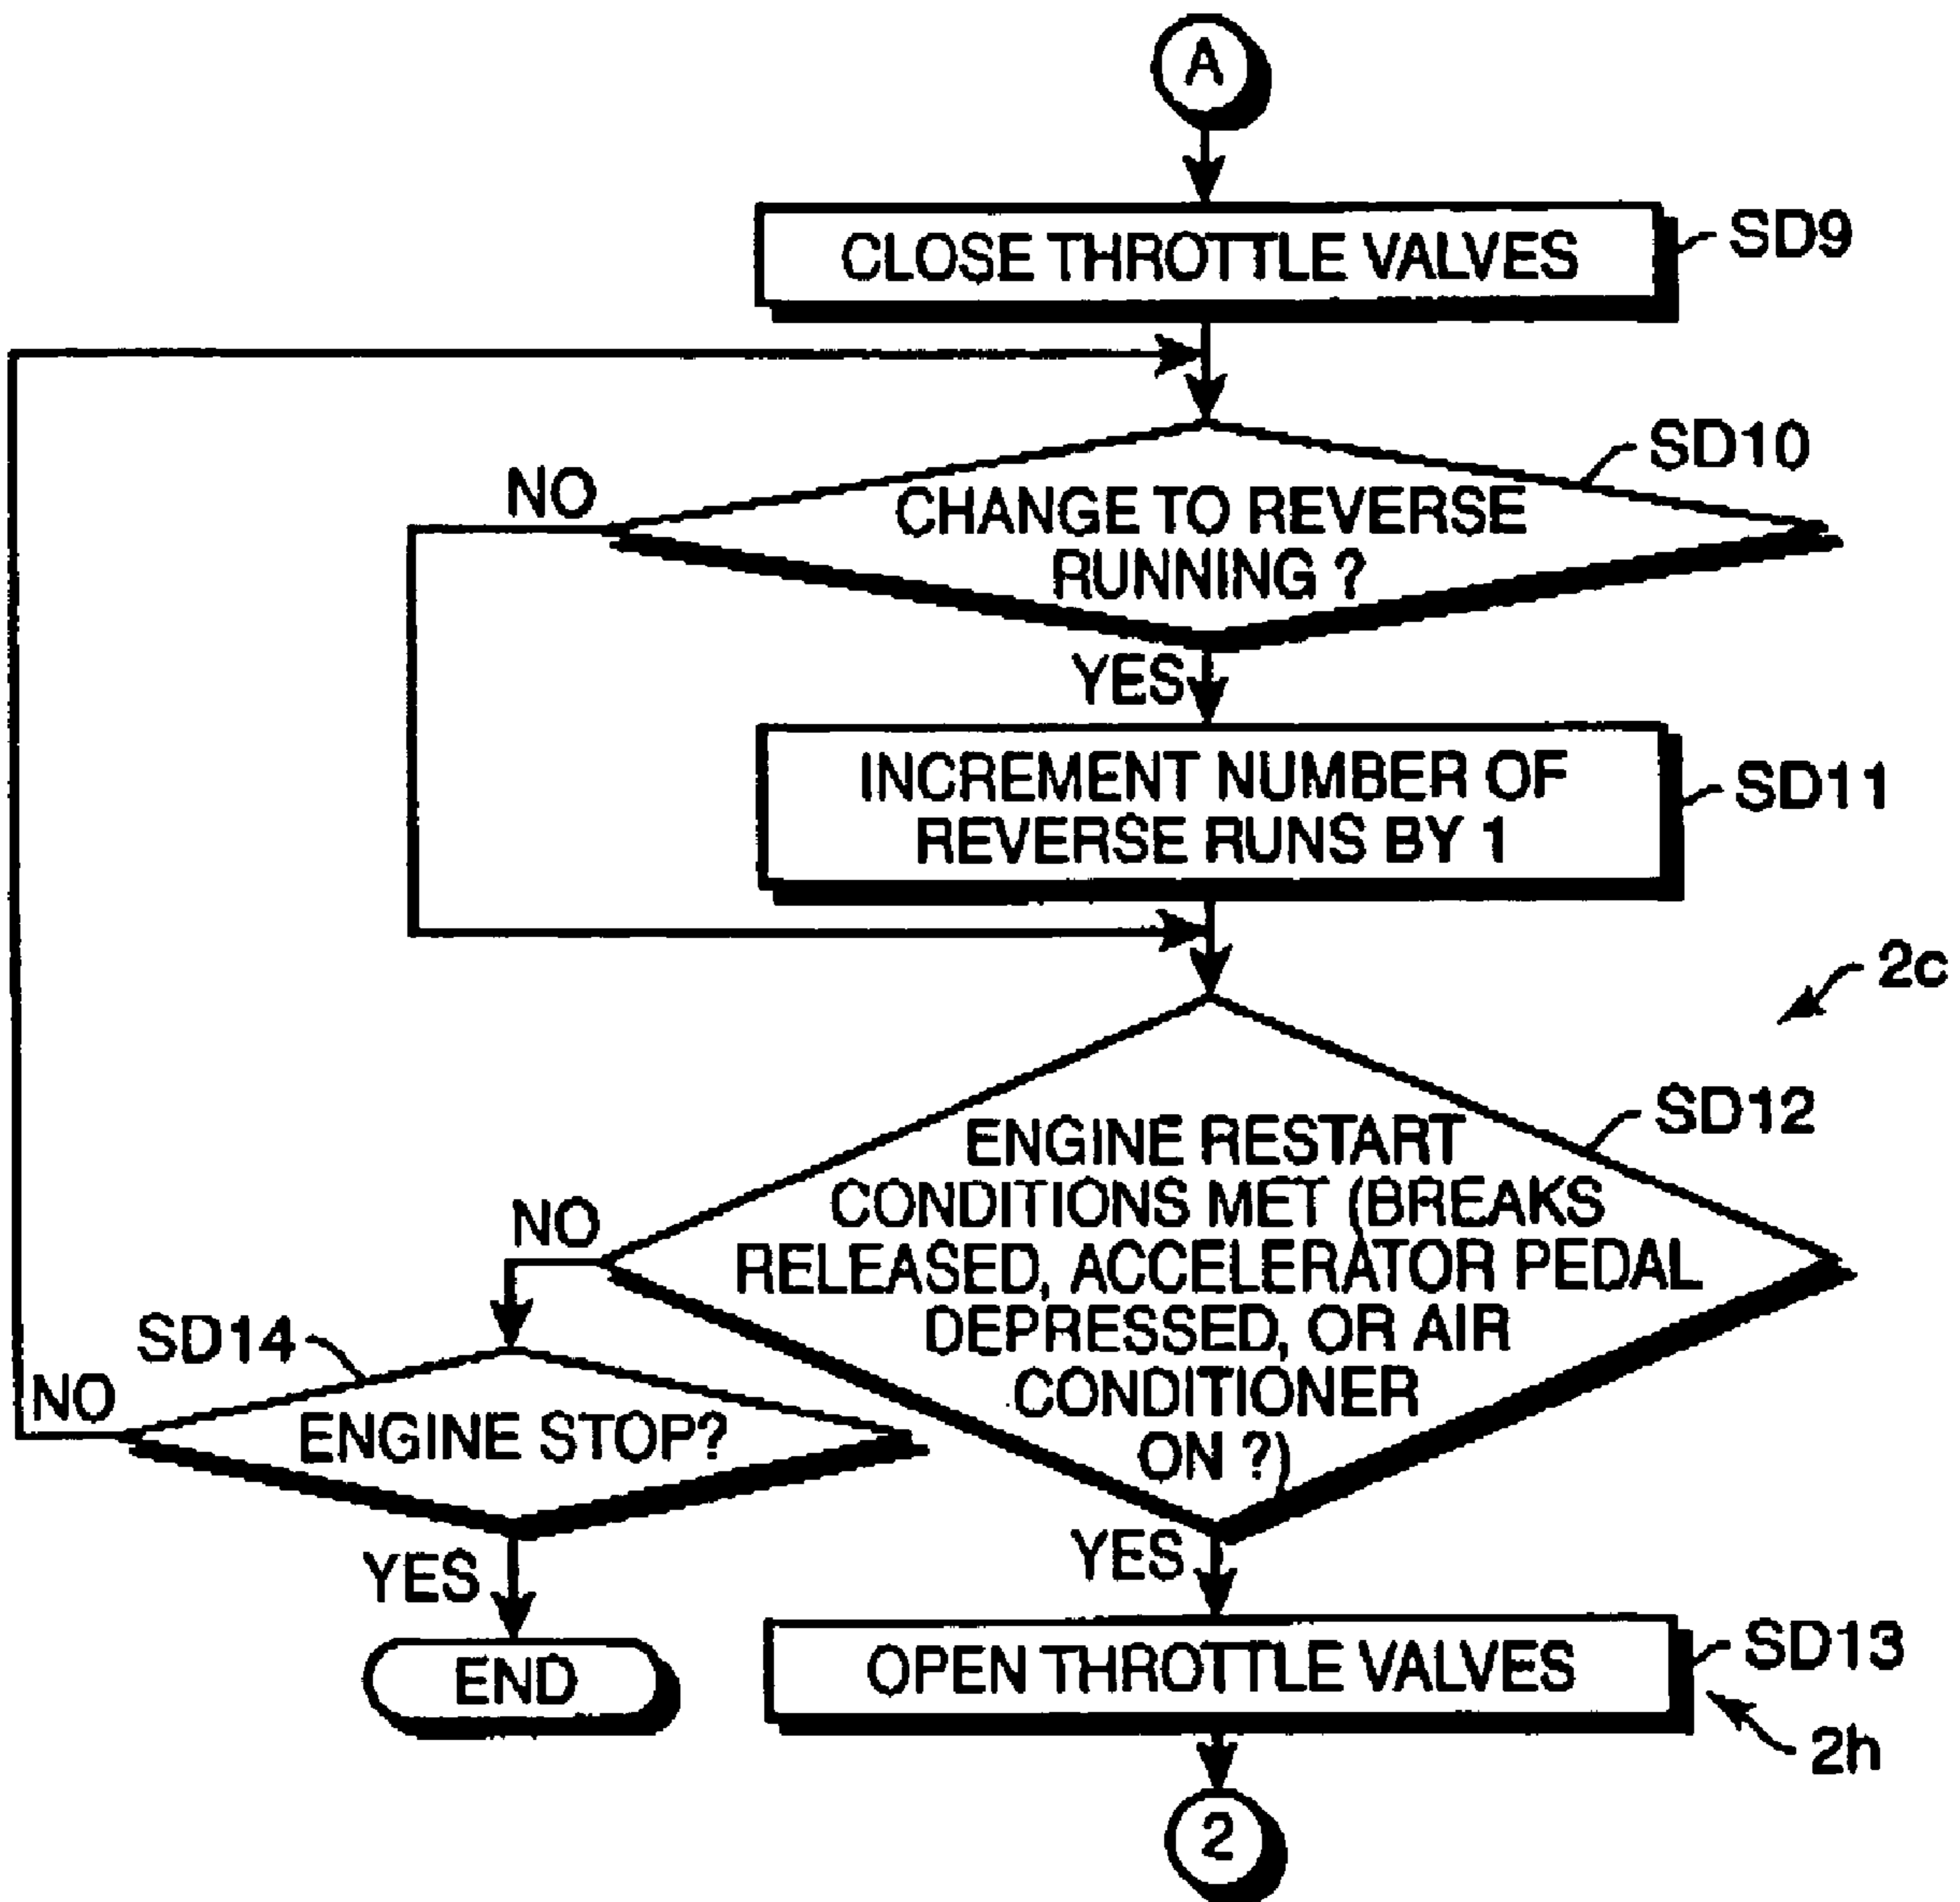 A
CLOSE THROTTLE VALVES
SD9
SD10
NO
CHANGE TO REVERSE
RUNNING ?
YES
INCREMENT NUMBER OF
REVERSE RUNS BY 1
SD11
2c
SD12
ENGINE RESTART
CONDITIONS MET (BREAKS
RELEASED, ACCELERATOR PEDAL
DEPRESSED, OR AIR
CONDITIONER
ON ?)
NO
SD14
NO
ENGINE STOP?
YES
END
YES
OPEN THROTTLE VALVES
SD13
2h
2